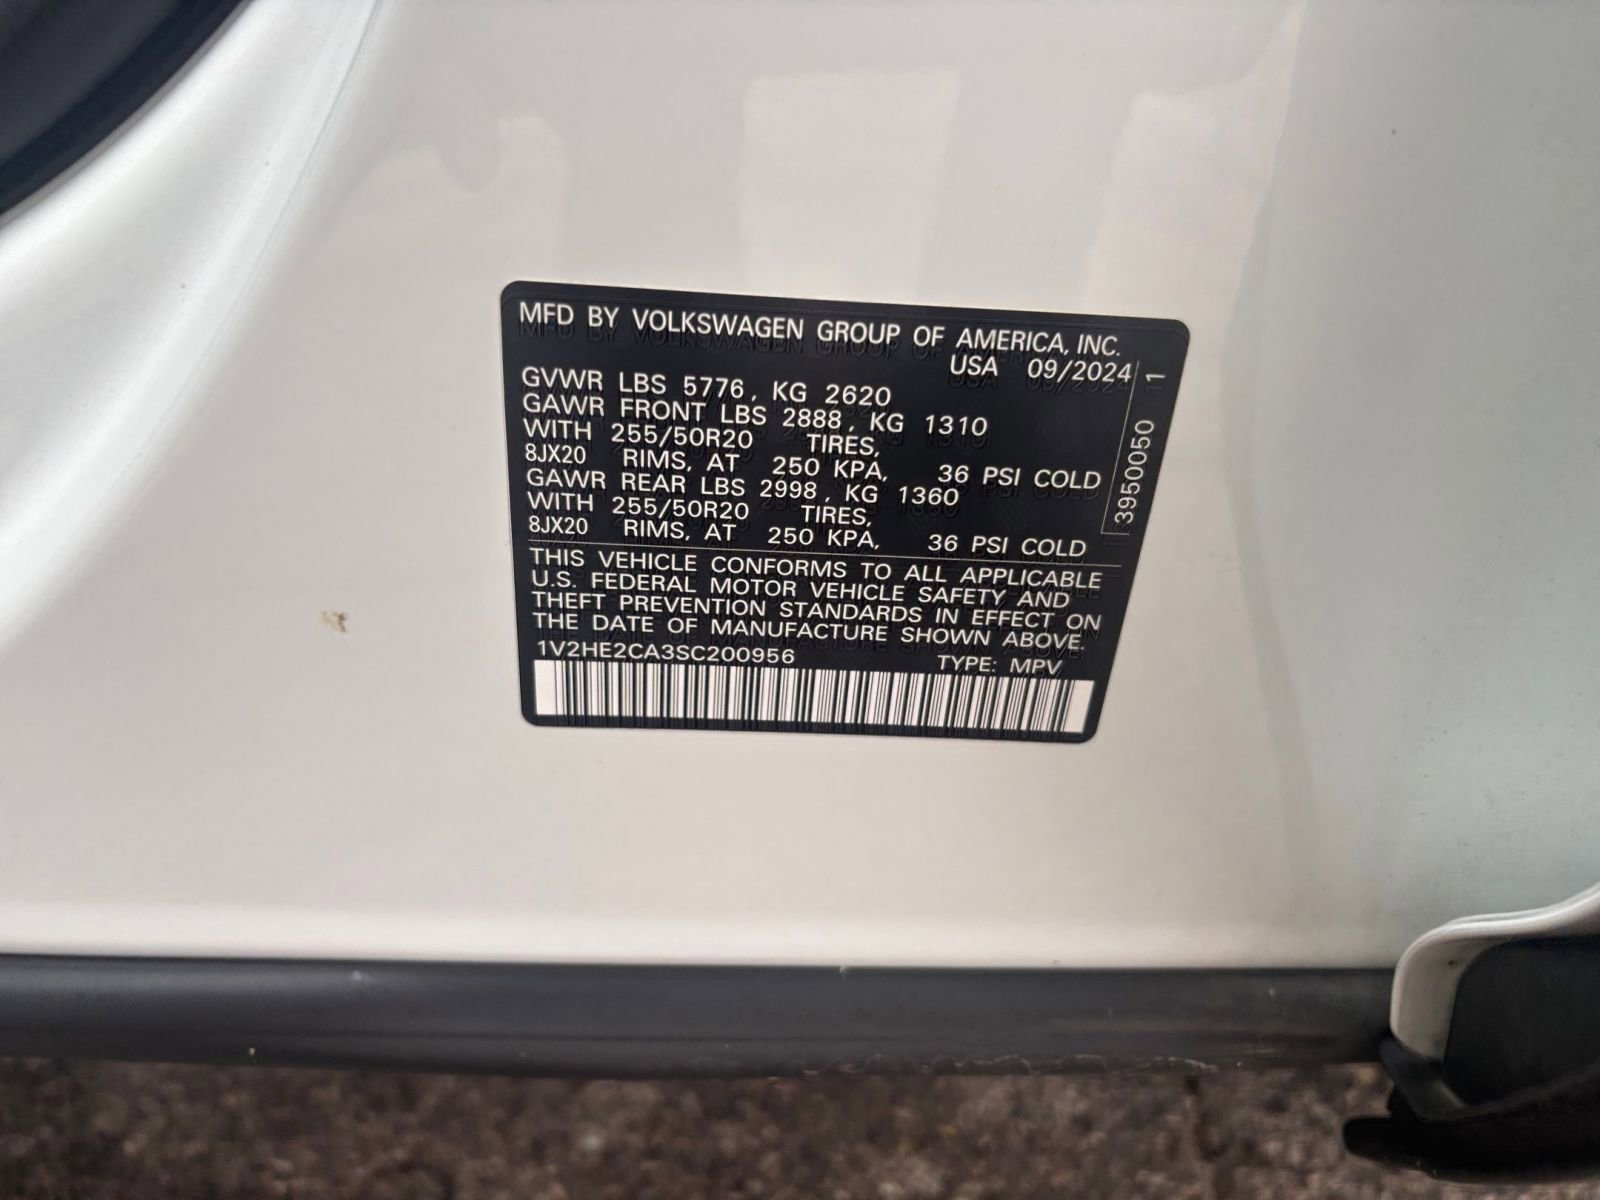 MFD BY VOLKSWAGEN GROUP OF AMERICA, INC.
USA 09/2024
GVWR LBS 5776, KG 2620
GAWR FRONT LBS 2888, KG 1310
WITH 255/50R20 TIRES,
8JX20 RIMS, AT 250 KPA, 36 PSI COLD
GAWR REAR LBS 2998, KG 1360
WITH 255/50R20 TIRES,
8JX20 RIMS, AT 250 KPA, 36 PSI COLD
THIS VEHICLE CONFORMS TO ALL APPLICABLE
U.S. FEDERAL MOTOR VEHICLE SAFETY AND
THEFT PREVENTION STANDARDS IN EFFECT ON
THE DATE OF MANUFACTURE SHOWN ABOVE.
1V2HE2CA3SC200956 TYPE: MPV
3950050 1